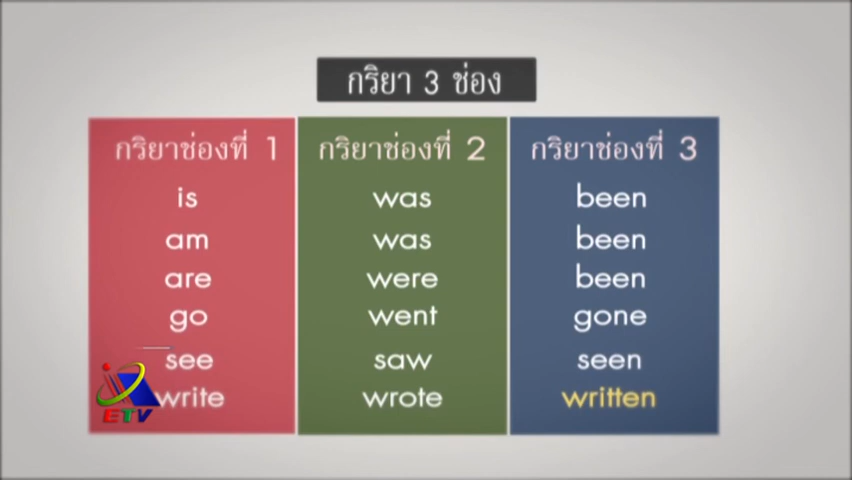 กริยา 3 ช่อง
กริยาช่องที่ 1 กริยาช่องที่ 2 กริยาช่องที่ 3
is was been
am was been
are were been
go went gone
see saw seen
write wrote written
ETV